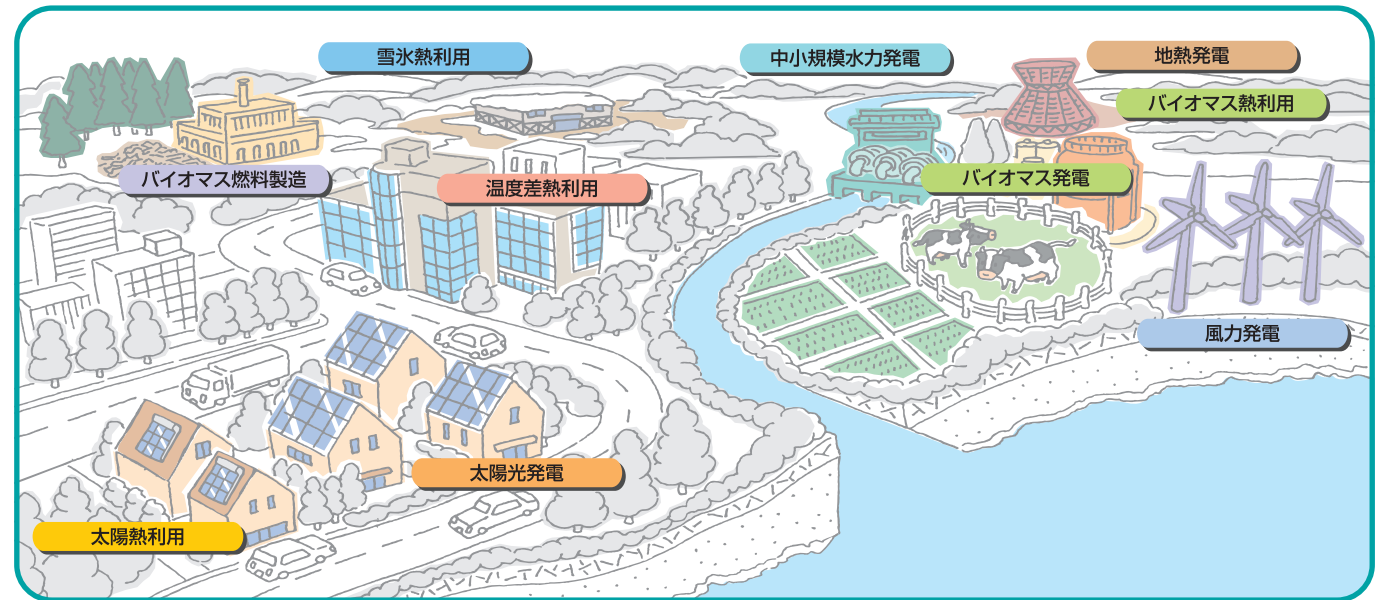 雪氷熱利用
中小規模水力発電
地熱発電
バイオマス熱利用
バイオマス燃料製造
温度差熱利用
バイオマス発電
風力発電
太陽光発電
太陽熱利用